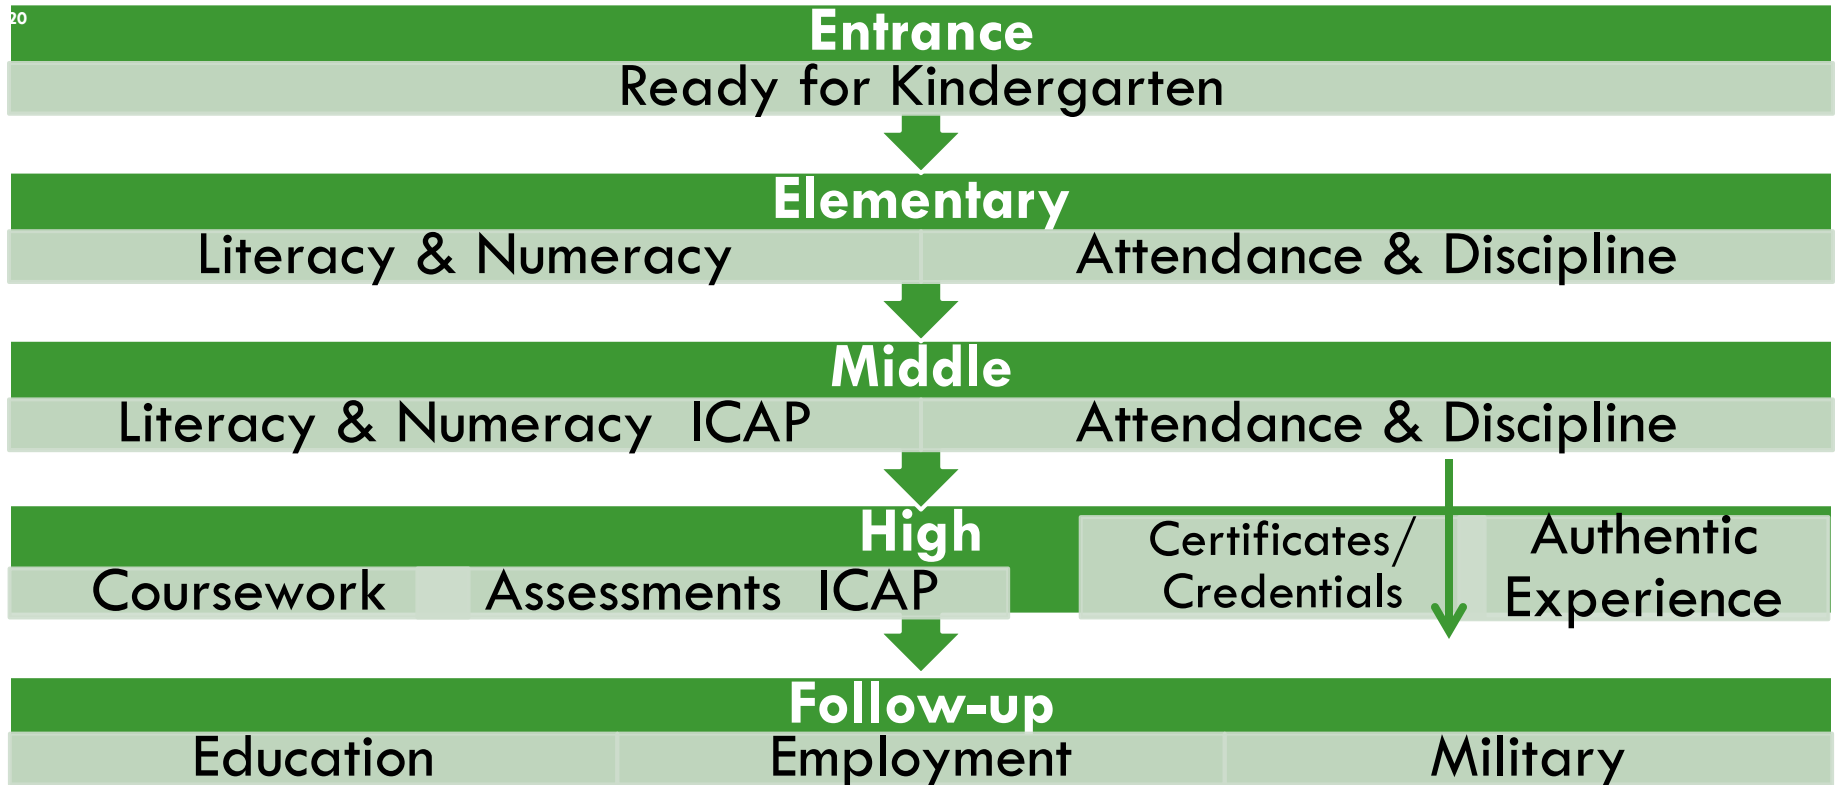 20
Entrance
Ready for Kindergarten
Elementary
Literacy & Numeracy
Attendance & Discipline
Middle
Literacy & Numeracy ICAP
Attendance & Discipline
High
Coursework
Assessments ICAP
Certificates/
Credentials
Authentic
Experience
Follow-up
Education
Employment
Military